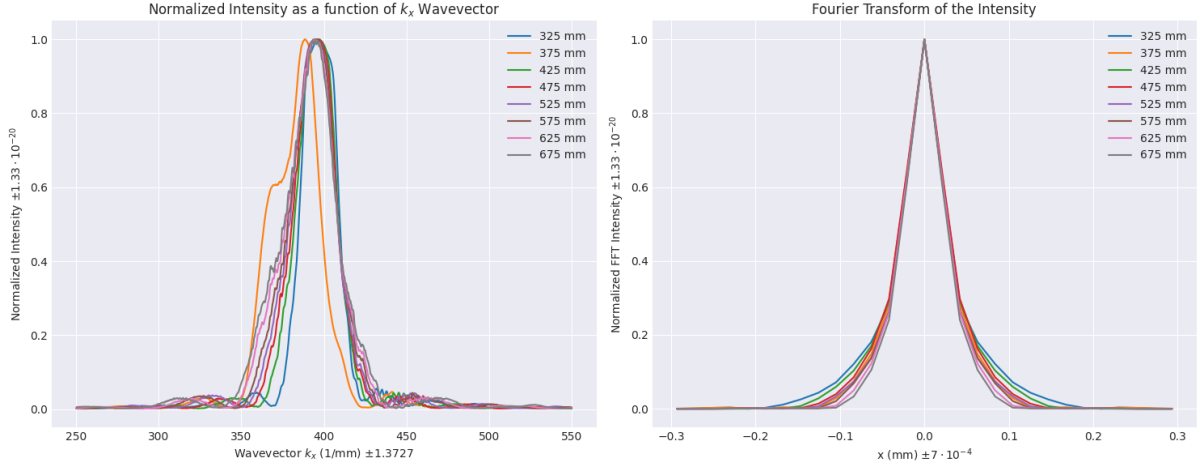 Normalized Intensity as a function of kₓ Wavevector
Normalized Intensity ±1.33 · 10⁻²⁰
1.0
0.8
0.6
0.4
0.2
0.0
325 mm
375 mm
425 mm
475 mm
525 mm
575 mm
625 mm
675 mm
250
300
350
400
450
500
550
Wavevector kₓ (1/mm) ±1.3727
Fourier Transform of the Intensity
Normalized FFT Intensity ±1.33 · 10⁻²⁰
1.0
0.8
0.6
0.4
0.2
0.0
325 mm
375 mm
425 mm
475 mm
525 mm
575 mm
625 mm
675 mm
−0.3
−0.2
−0.1
0.0
0.1
0.2
0.3
x (mm) ±7 · 10⁻⁴